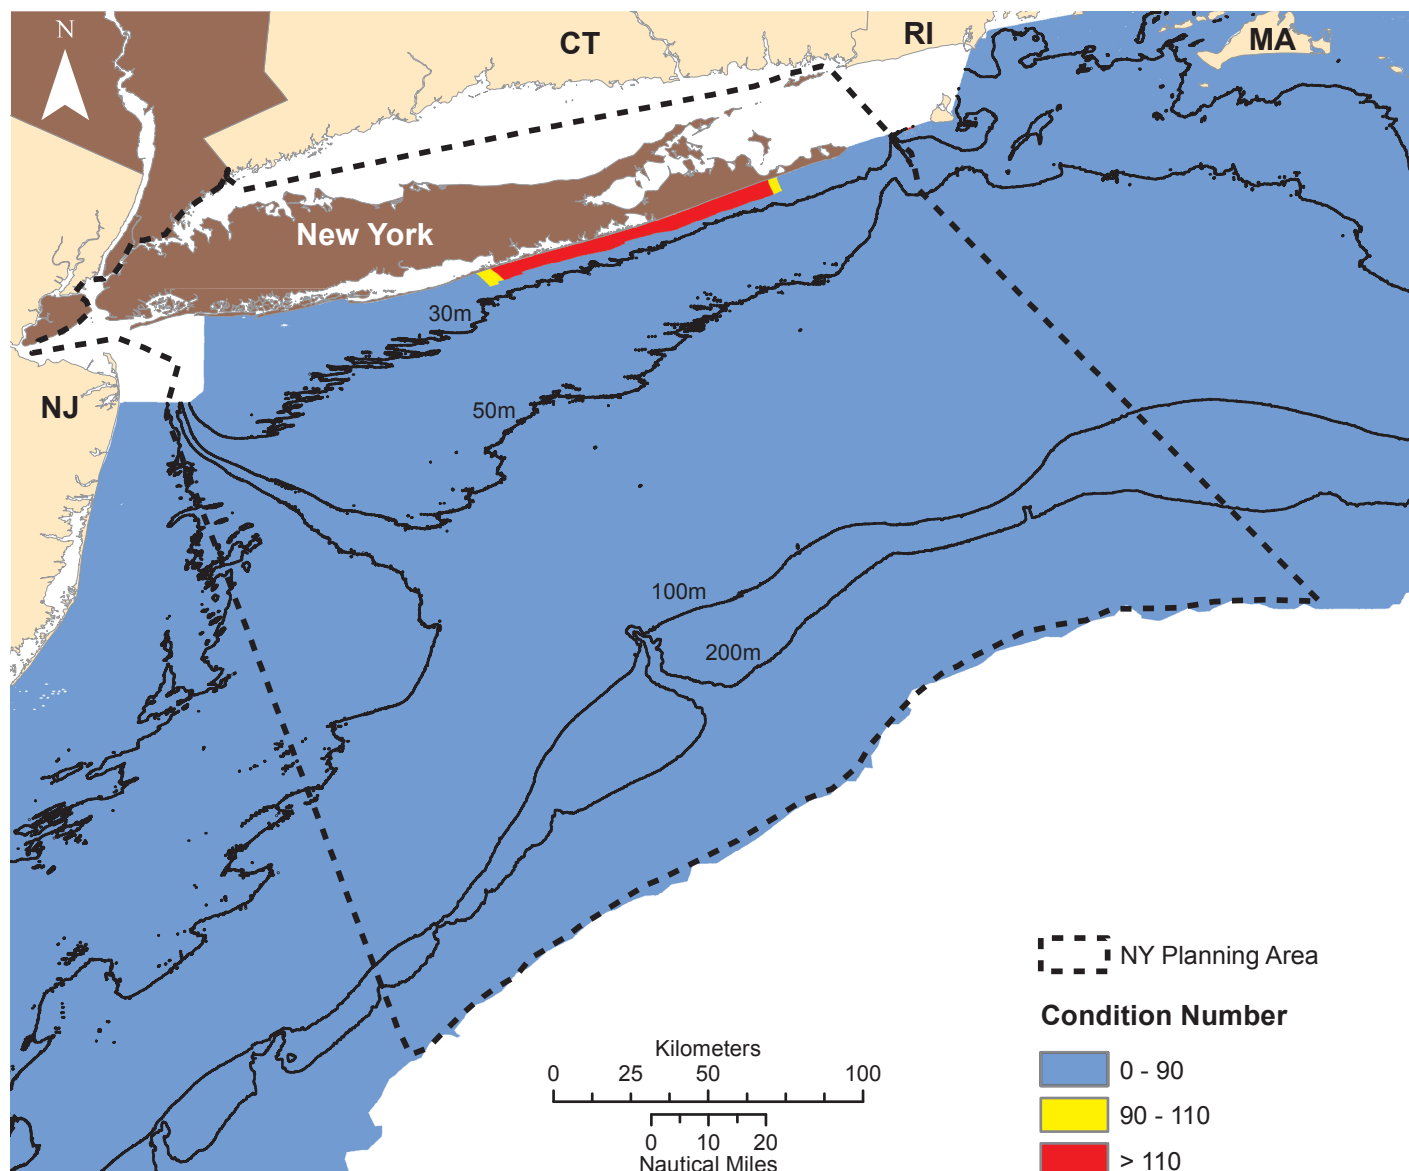 N
CT
RI
MA
New York
30m
NJ
50m
100m
200m
NY Planning Area
Condition Number
Kilometers
0 25 50 100
0 - 90
90 - 110
0 10 20
Nautical Miles
> 110